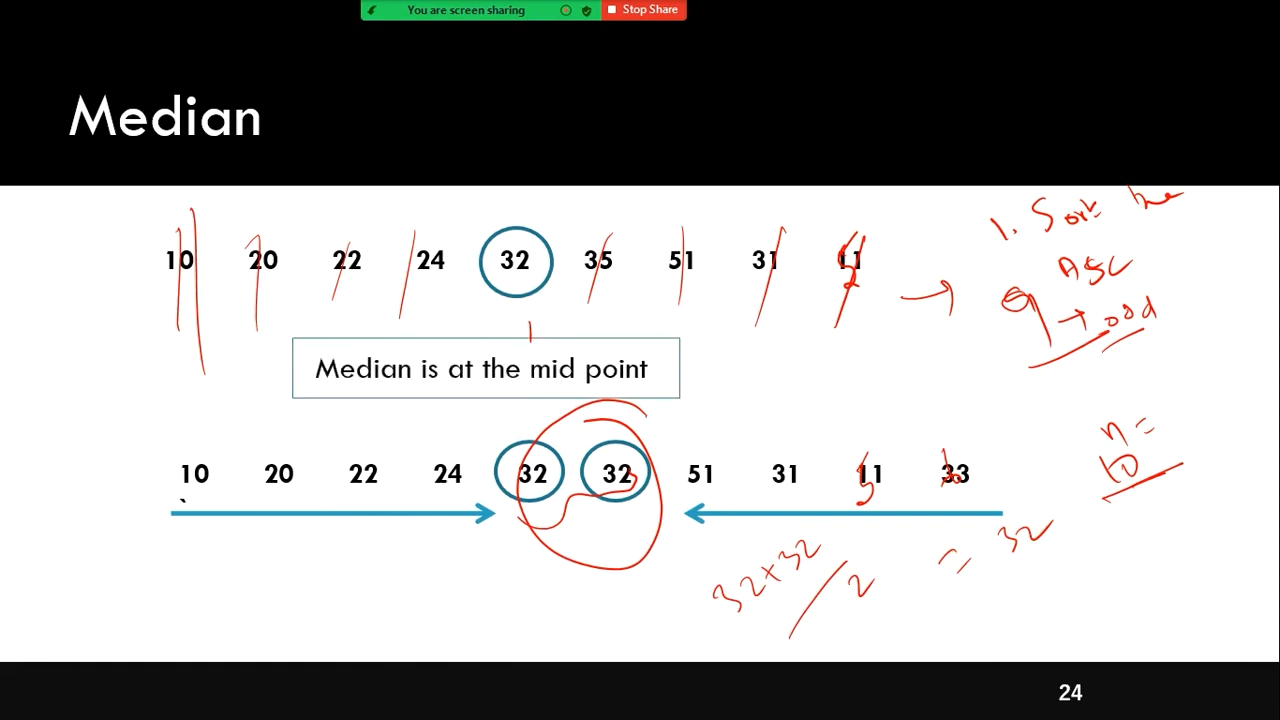 You are screen sharing Stop Share
Median
1. Sort the
ASC
10 20 22 24 32 35 51 31 11
9 → odd
Median is at the mid point
n =
10
10 20 22 24 32 32 51 31 11 33
32+32/2 = 32
24